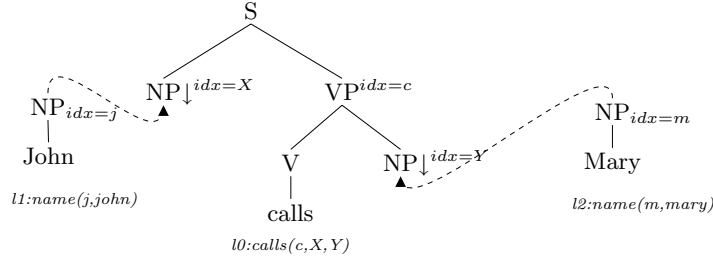 S
NP↓idx=X
VPidx=c
NPidx=j
NPidx=m
John
V
NP↓idx=Y
Mary
l1:name(j,john)
calls
l2:name(m,mary)
l0:calls(c,X,Y)